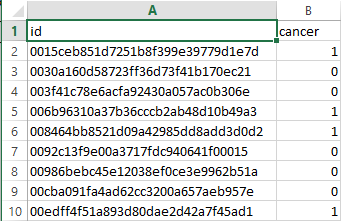 A B
1 id cancer
2 0015ceb851d7251b8f399e39779d1e7d 1
3 0030a160d58723ff36d73f41b170ec21 0
4 003f41c78e6acfa92430a057ac0b306e 0
5 006b96310a37b36cccb2ab48d10b49a3 1
6 008464bb8521d09a42985dd8add3d0d2 1
7 0092c13f9e00a3717fdc940641f00015 0
8 00986bebc45e12038ef0ce3e9962b51a 0
9 00cba091fa4ad62cc3200a657aeb957e 0
10 00edff4f51a893d80dae2d42a7f45ad1 1